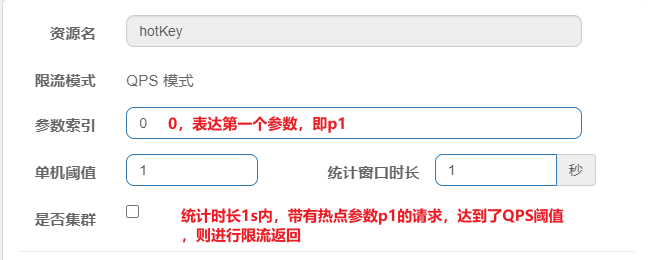 资源名 hotKey
限流模式 QPS 模式
参数索引 0 0，表达第一个参数，即p1
单机阈值 1 统计窗口时长 1 秒
是否集群 统计时长1s内，带有热点参数p1的请求，达到了QPS阈值
，则进行限流返回